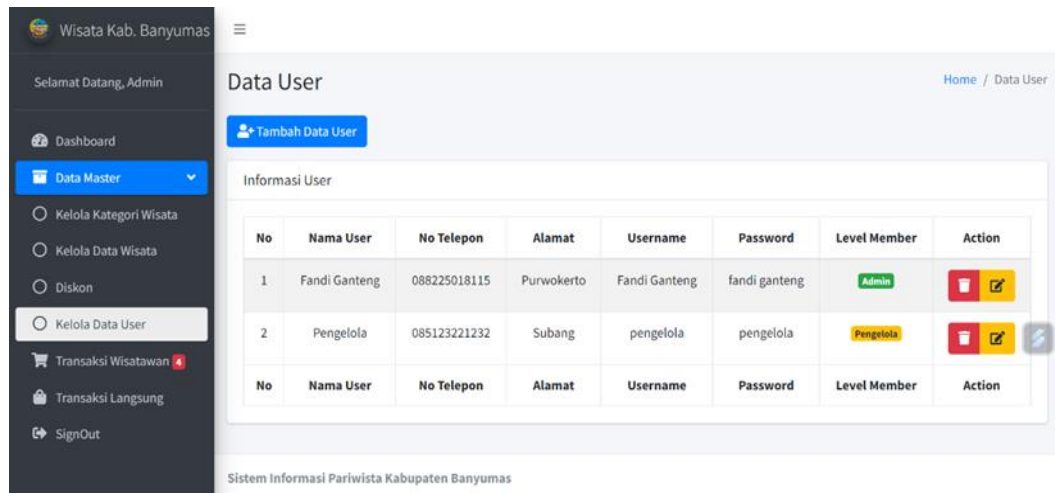 Wisata Kab. Banyumas
Selamat Datang, Admin
Dashboard
Data Master
Kelola Kategori Wisata
Kelola Data Wisata
Diskon
Kelola Data User
Transaksi Wisatawan 4
Transaksi Langsung
SignOut
Data User
Home / Data User
Tambah Data User
Informasi User
No Nama User No Telepon Alamat Username Password Level Member Action
1 Fandi Ganteng 088225018115 Purwokerto Fandi Ganteng fandi ganteng Admin
2 Pengelola 085123221232 Subang pengelola pengelola Pengelola
No Nama User No Telepon Alamat Username Password Level Member Action
Sistem Informasi Pariwista Kabupaten Banyumas